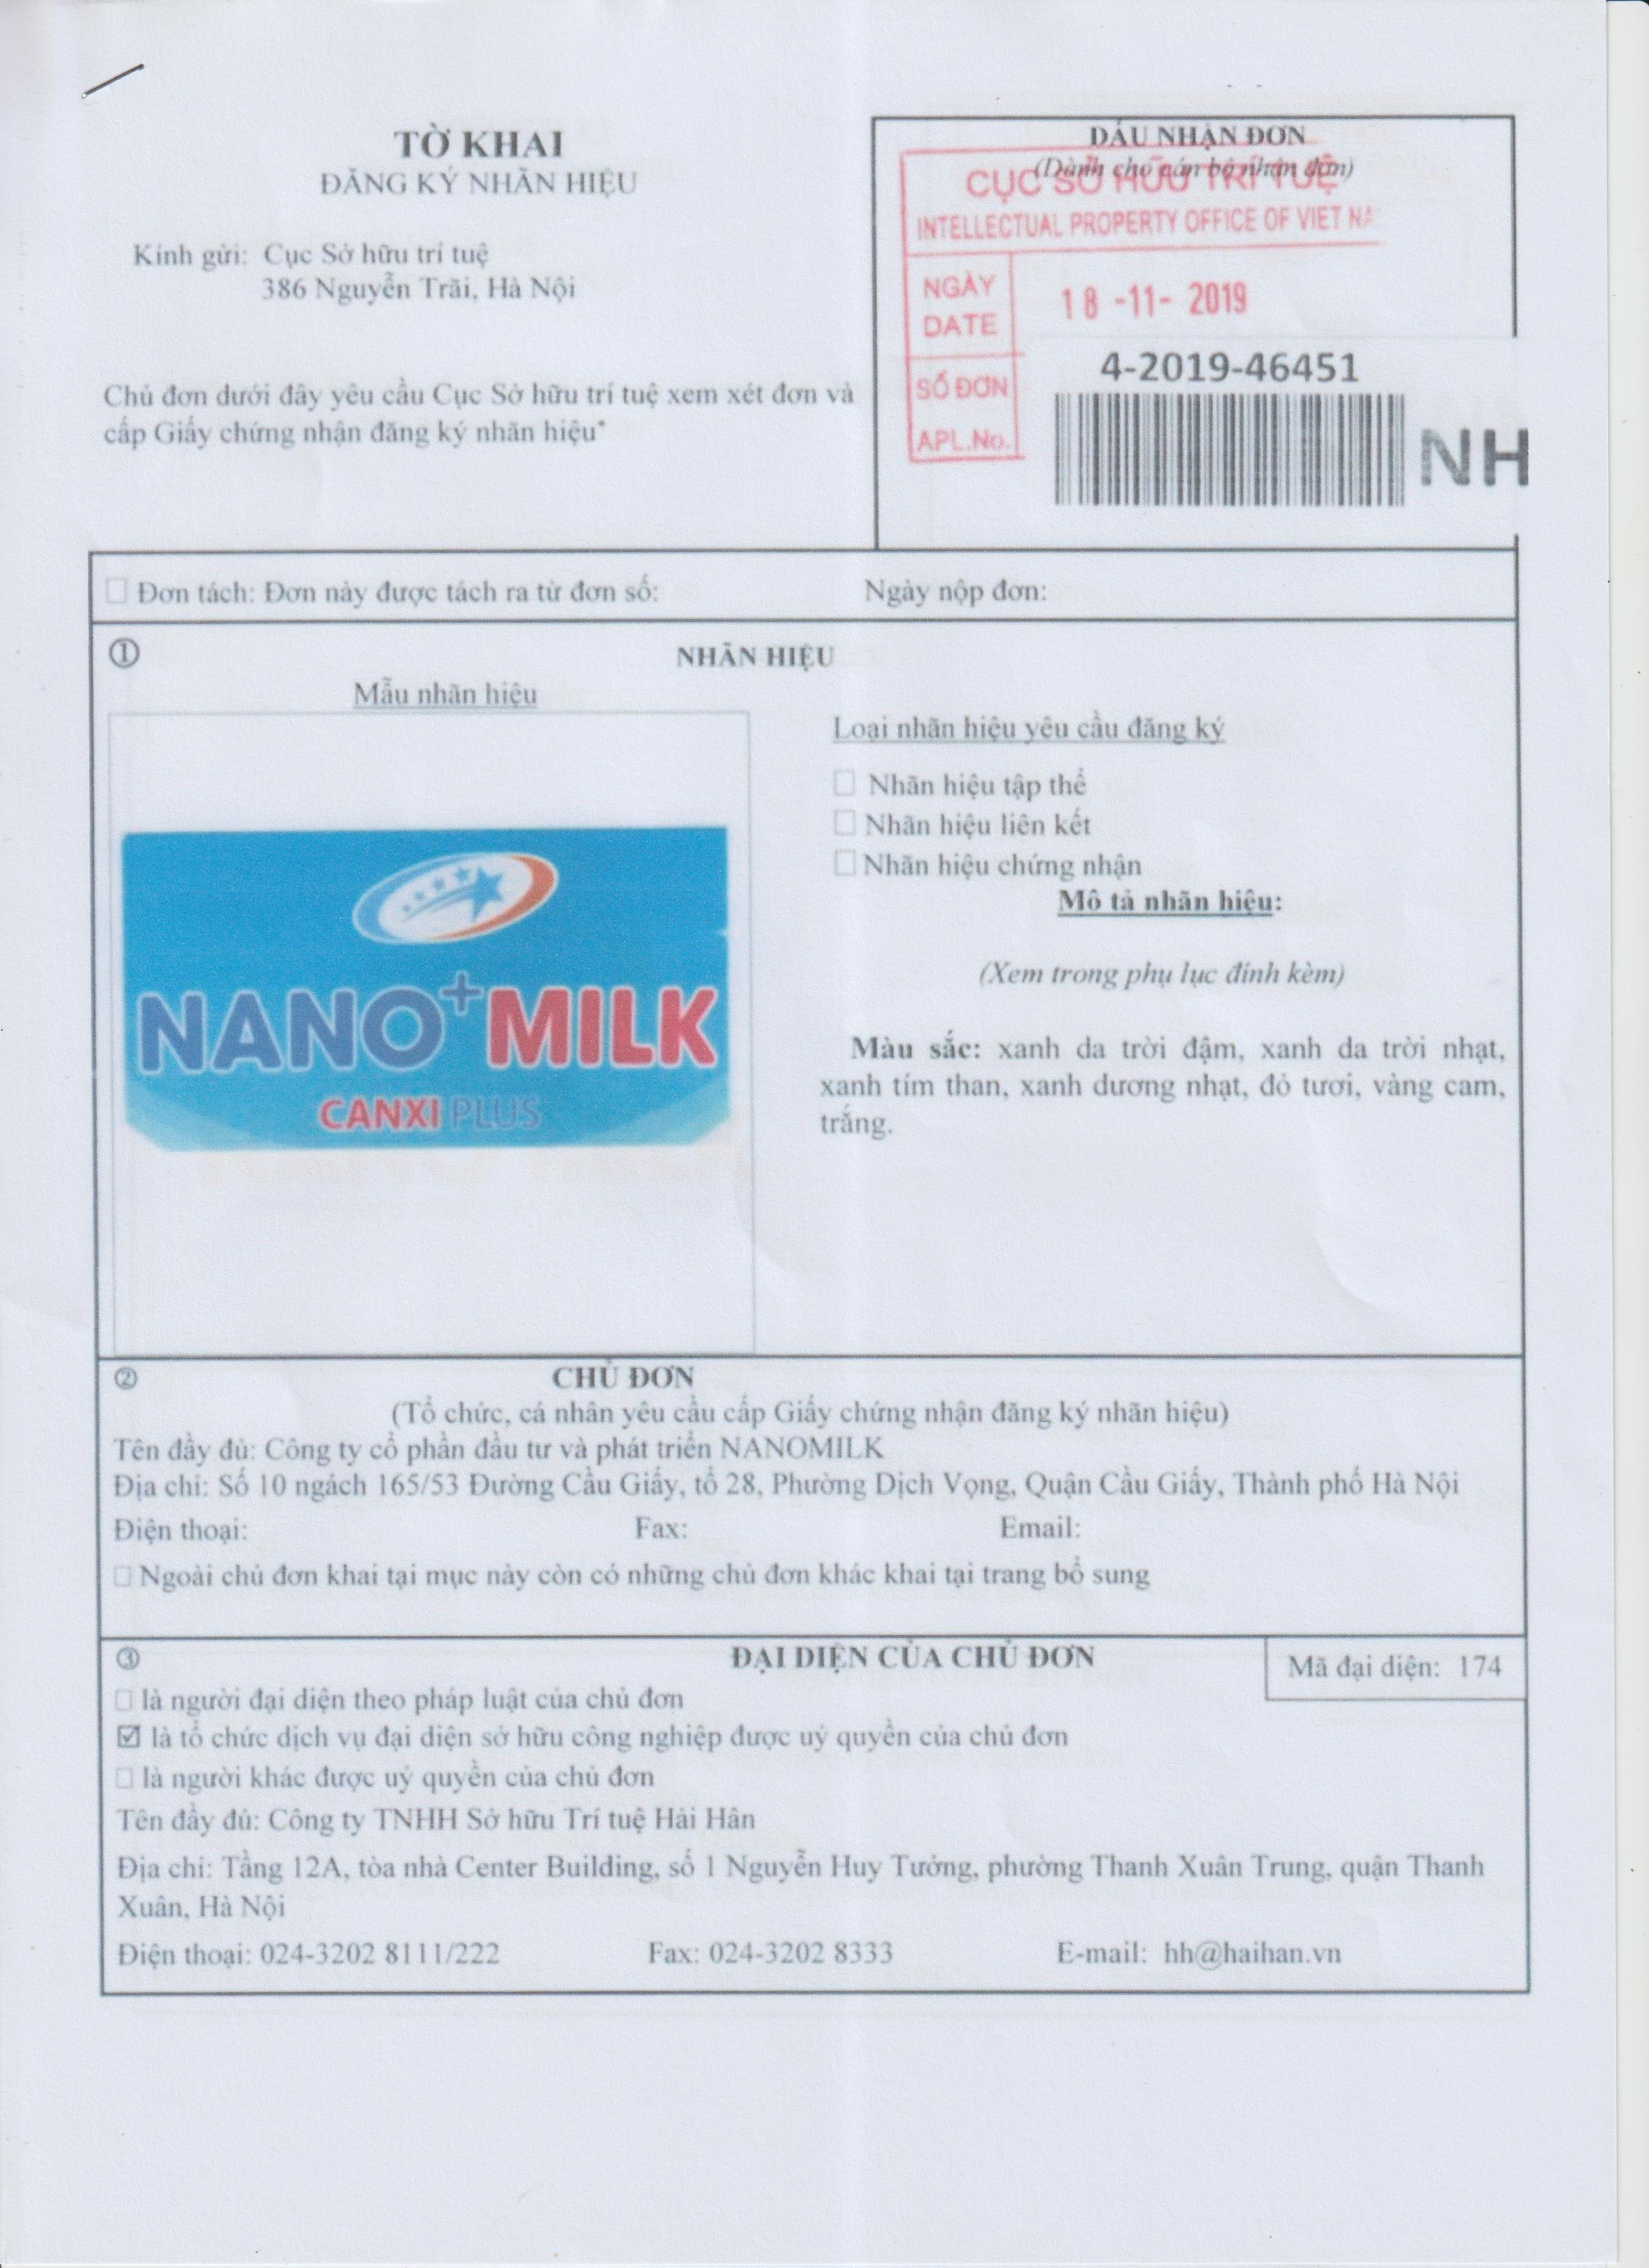 TỜ KHAI
ĐĂNG KÝ NHÃN HIỆU
Kính gửi: Cục Sở hữu trí tuệ
386 Nguyễn Trãi, Hà Nội
Chủ đơn dưới đây yêu cầu Cục Sở hữu trí tuệ xem xét đơn và
cấp Giấy chứng nhận đăng ký nhãn hiệu*
DẤU NHẬN ĐƠN
(Dành cho cán bộ nhận đơn)
CỤC SỞ HỮU TRÍ TUỆ
INTELLECTUAL PROPERTY OFFICE OF VIET NA
NGÀY
DATE
18 -11- 2019
4-2019-46451
SỐ ĐƠN
APL.No.
NH
☐ Đơn tách: Đơn này được tách ra từ đơn số: Ngày nộp đơn:
① NHÃN HIỆU
Mẫu nhãn hiệu
NANO+MILK
CANXI PLUS
Loại nhãn hiệu yêu cầu đăng ký
☐ Nhãn hiệu tập thể
☐ Nhãn hiệu liên kết
☐ Nhãn hiệu chứng nhận
Mô tả nhãn hiệu:
(Xem trong phụ lục đính kèm)
Màu sắc: xanh da trời đậm, xanh da trời nhạt,
xanh tím than, xanh dương nhạt, đỏ tươi, vàng cam,
trắng.
② CHỦ ĐƠN
(Tổ chức, cá nhân yêu cầu cấp Giấy chứng nhận đăng ký nhãn hiệu)
Tên đầy đủ: Công ty cổ phần đầu tư và phát triển NANOMILK
Địa chỉ: Số 10 ngách 165/53 Đường Cầu Giấy, tổ 28, Phường Dịch Vọng, Quận Cầu Giấy, Thành phố Hà Nội
Điện thoại: Fax: Email:
☐ Ngoài chủ đơn khai tại mục này còn có những chủ đơn khác khai tại trang bổ sung
③ ĐẠI DIỆN CỦA CHỦ ĐƠN
Mã đại diện: 174
☐ là người đại diện theo pháp luật của chủ đơn
☑ là tổ chức dịch vụ đại diện sở hữu công nghiệp được uỷ quyền của chủ đơn
☐ là người khác được uỷ quyền của chủ đơn
Tên đầy đủ: Công ty TNHH Sở hữu Trí tuệ Hải Hân
Địa chỉ: Tầng 12A, tòa nhà Center Building, số 1 Nguyễn Huy Tưởng, phường Thanh Xuân Trung, quận Thanh
Xuân, Hà Nội
Điện thoại: 024-3202 8111/222 Fax: 024-3202 8333 E-mail: hh@haihan.vn